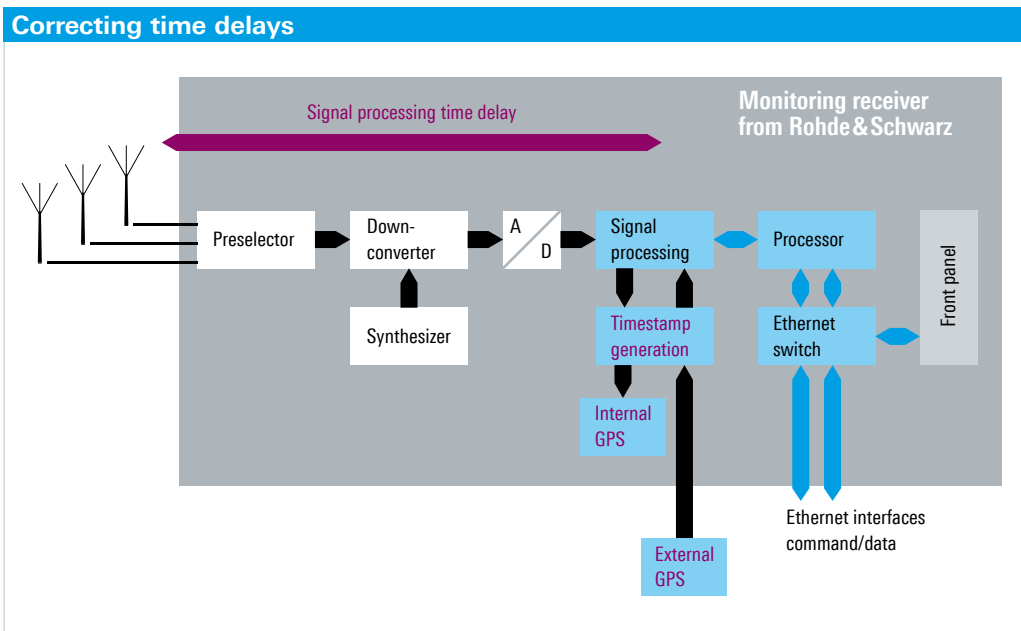 Correcting time delays
Signal processing time delay
Monitoring receiver
from Rohde&Schwarz
Preselector
Down-
converter
A
D
Signal
processing
Processor
Front panel
Synthesizer
Timestamp
generation
Ethernet
switch
Internal
GPS
Ethernet interfaces
command/data
External
GPS